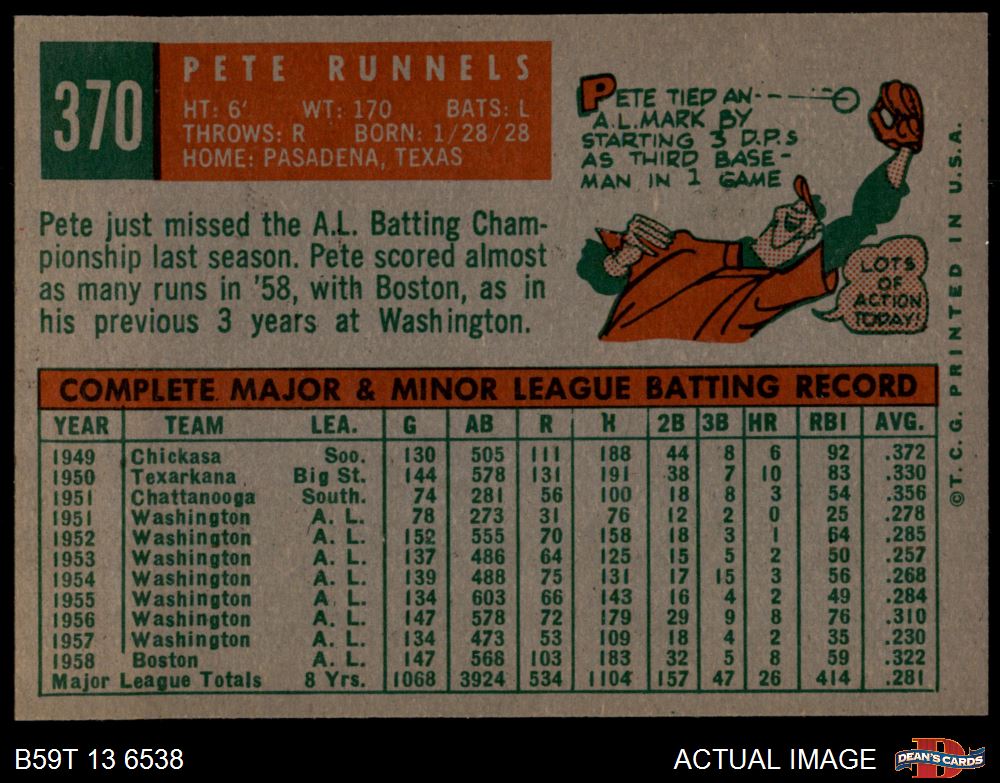 370
PETE RUNNELS
HT: 6' WT: 170 BATS: L
THROWS: R BORN: 1/28/28
HOME: PASADENA, TEXAS
PETE TIED AN
A.L. MARK BY
STARTING 3 D.P.s
AS THIRD BASE-
MAN IN 1 GAME
LOTS
OF
ACTION
TODAY!
Pete just missed the A.L. Batting Cham-
pionship last season. Pete scored almost
as many runs in '58, with Boston, as in
his previous 3 years at Washington.
©T.C.G. PRINTED IN U.S.A.
COMPLETE MAJOR & MINOR LEAGUE BATTING RECORD
YEAR TEAM LEA. G AB R H 2B 3B HR RBI AVG.
1949 Chickasa Soo. 130 505 111 188 44 8 6 92 .372
1950 Texarkana Big St. 144 578 131 191 38 7 10 83 .330
1951 Chattanooga South. 74 281 56 100 18 8 3 54 .356
1951 Washington A. L. 78 273 31 76 12 2 0 25 .278
1952 Washington A. L. 152 555 70 158 18 3 1 64 .285
1953 Washington A. L. 137 486 64 125 15 5 2 50 .257
1954 Washington A. L. 139 488 75 131 17 15 3 56 .268
1955 Washington A. L. 134 603 66 143 16 4 2 49 .284
1956 Washington A. L. 147 578 72 179 29 9 8 76 .310
1957 Washington A. L. 134 473 53 109 18 4 2 35 .230
1958 Boston A. L. 147 568 103 183 32 5 8 59 .322
Major League Totals 8 Yrs. 1068 3924 534 1104 157 47 26 414 .281
B59T 13 6538
ACTUAL IMAGE
D
DEAN'S CARDS